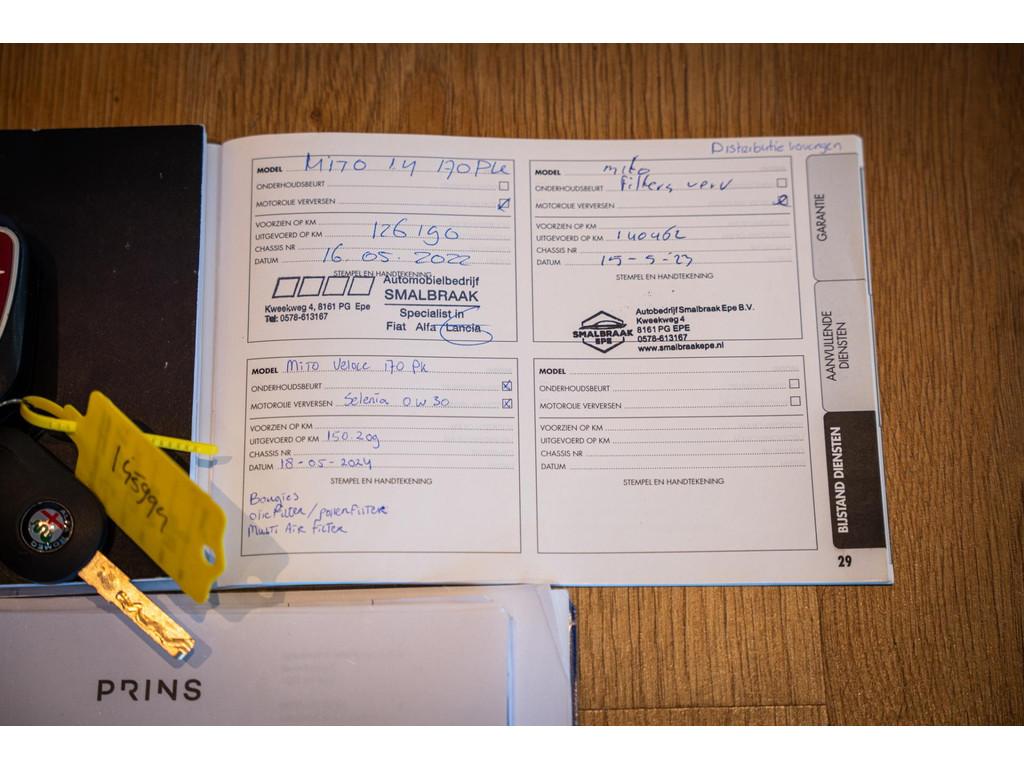 Distributie vervangen
MODEL MITO 1.4 170PK
ONDERHOUDSBEURT
MOTOROLIE VERVERSEN
VOORZIEN OP KM
UITGEVOERD OP KM 126190
CHASSIS NR
DATUM 16.05.2022
STEMPEL EN HANDTEKENING
Automobielbedrijf
SMALBRAAK
Kweekweg 4, 8161 PG Epe
Tel: 0578-613167
Specialist in
Fiat Alfa Lancia
MODEL mito
ONDERHOUDSBEURT Filters verv
MOTOROLIE VERVERSEN
VOORZIEN OP KM
UITGEVOERD OP KM 140462
CHASSIS NR
DATUM 15-5-23
STEMPEL EN HANDTEKENING
SMALBRAAK
EPE
Autobedrijf Smalbraak Epe B.V.
Kweekweg 4
8161 PG EPE
0578-613167
www.smalbraakepe.nl
MODEL MiTo Veloce 170 Pk
ONDERHOUDSBEURT
MOTOROLIE VERVERSEN Selenia 0W30
VOORZIEN OP KM
UITGEVOERD OP KM 150.209
CHASSIS NR
DATUM 18-05-2024
STEMPEL EN HANDTEKENING
Bougies
olie Filter/pollenFilter
Multi Air Filter
MODEL
ONDERHOUDSBEURT
MOTOROLIE VERVERSEN
VOORZIEN OP KM
UITGEVOERD OP KM
CHASSIS NR
DATUM
STEMPEL EN HANDTEKENING
GARANTIE
AANVULLENDE
DIENSTEN
BIJSTAND DIENSTEN
29
ROMEO
PRINS